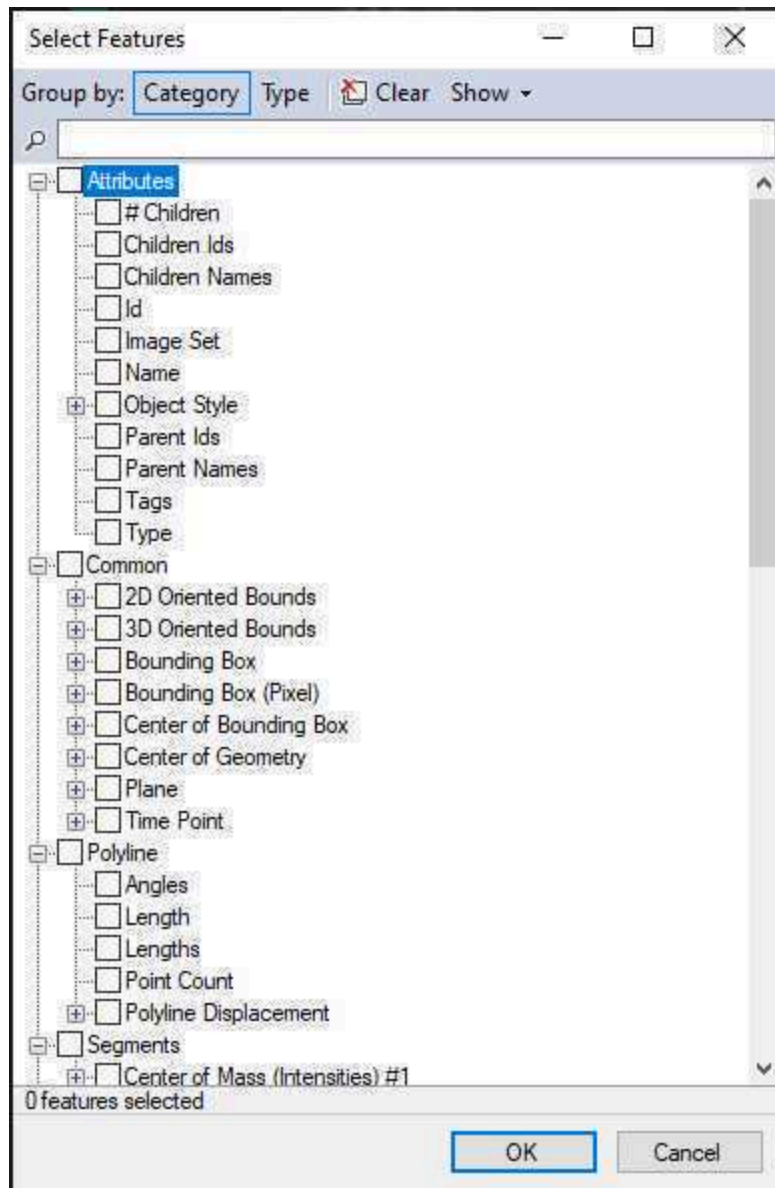 Select Features
Group by: Category Type Clear Show
Attributes
# Children
Children Ids
Children Names
Id
Image Set
Name
Object Style
Parent Ids
Parent Names
Tags
Type
Common
2D Oriented Bounds
3D Oriented Bounds
Bounding Box
Bounding Box (Pixel)
Center of Bounding Box
Center of Geometry
Plane
Time Point
Polyline
Angles
Length
Lengths
Point Count
Polyline Displacement
Segments
Center of Mass (Intensities) #1
0 features selected
OK Cancel